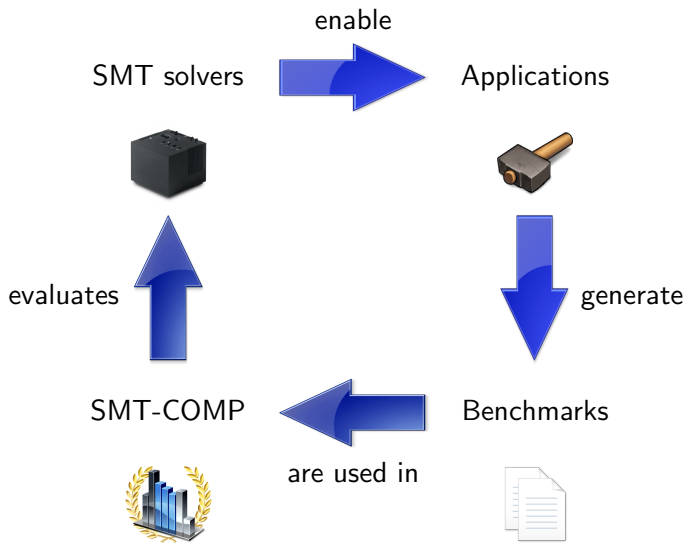 enable
SMT solvers
Applications
evaluates
generate
SMT-COMP
Benchmarks
are used in